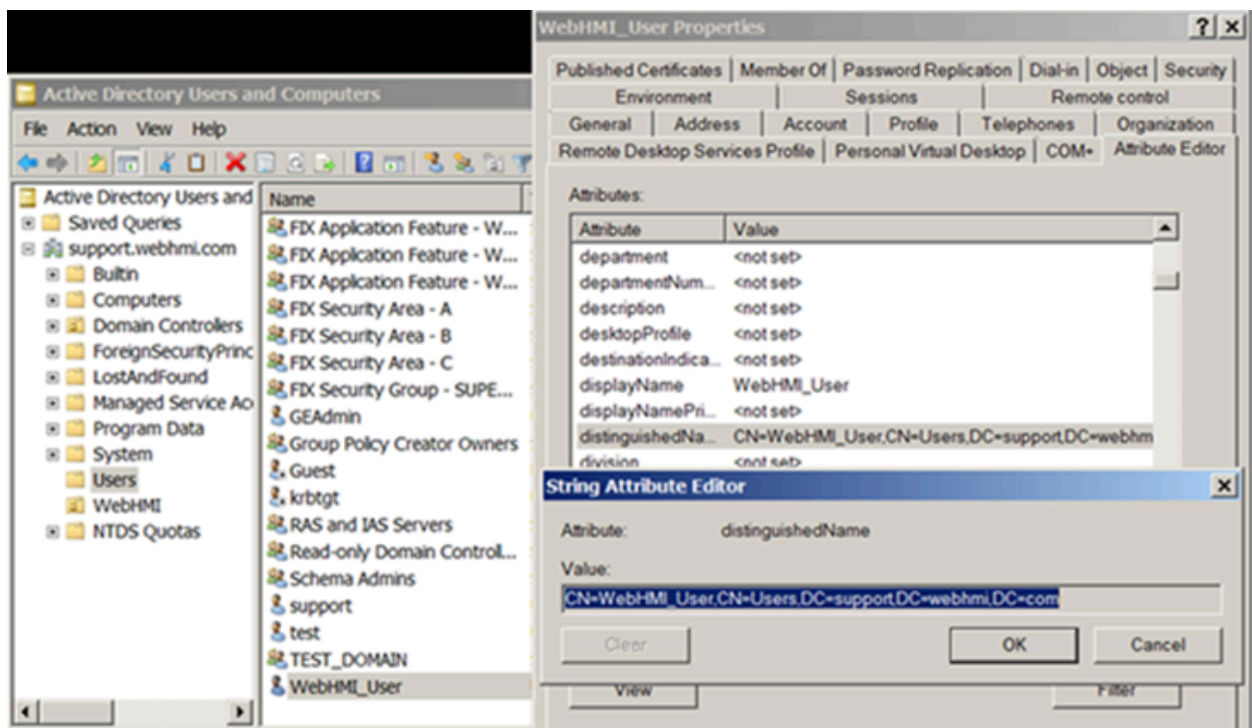 Active Directory Users and Computers
File Action View Help
Active Directory Users and
Saved Queries
support.webhmi.com
Builtin
Computers
Domain Controllers
ForeignSecurityPrinc
LostAndFound
Managed Service Ac
Program Data
System
Users
WebHMI
NTDS Quotas
Name
FIX Application Feature - W...
FIX Application Feature - W...
FIX Application Feature - W...
FIX Security Area - A
FIX Security Area - B
FIX Security Area - C
FIX Security Group - SUPE...
GEAdmin
Group Policy Creator Owners
Guest
krbtgt
RAS and IAS Servers
Read-only Domain Control...
Schema Admins
support
test
TEST_DOMAIN
WebHMI_User
WebHMI_User Properties
Published Certificates Member Of Password Replication Dial-in Object Security
Environment Sessions Remote control
General Address Account Profile Telephones Organization
Remote Desktop Services Profile Personal Virtual Desktop COM+ Attribute Editor
Attributes:
Attribute Value
department <not set>
departmentNum... <not set>
description <not set>
desktopProfile <not set>
destinationIndica... <not set>
displayName WebHMI_User
displayNamePri... <not set>
distinguishedNa... CN=WebHMI_User,CN=Users,DC=support,DC=webhm
division <not set>
String Attribute Editor
Attribute: distinguishedName
Value:
CN=WebHMI_User,CN=Users,DC=support,DC=webhmi,DC=com
Clear OK Cancel
View Filter